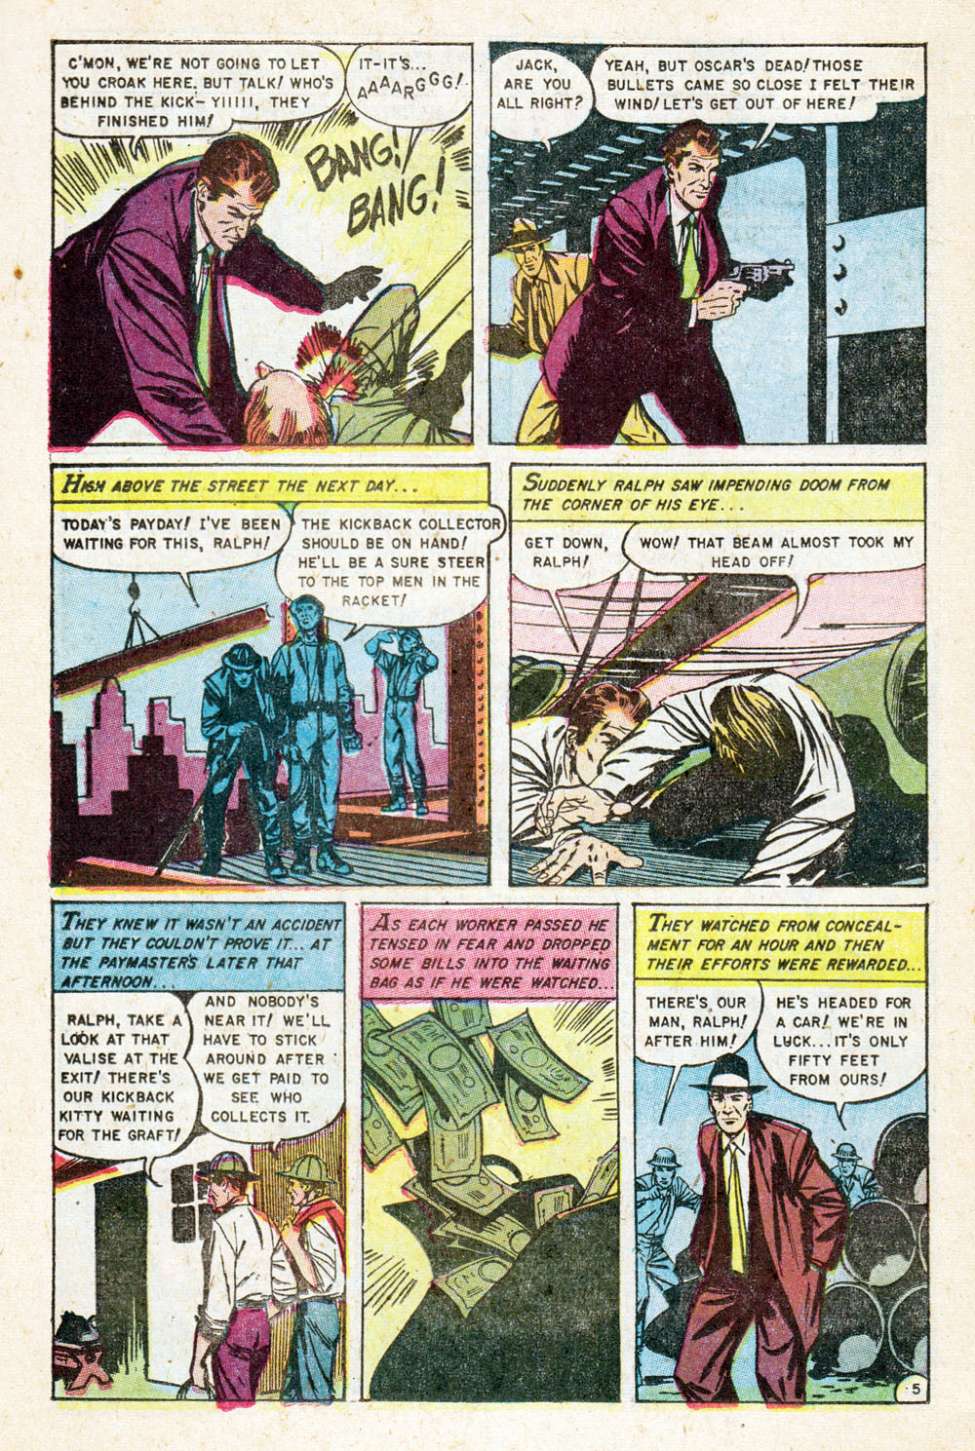 C'MON, WE'RE NOT GOING TO LET
YOU CROAK HERE. BUT TALK! WHO'S
BEHIND THE KICK-YIIIII, THEY
FINISHED HIM!
IT-IT'S...
AAAARGGG!
BANG!
BANG!
JACK,
ARE YOU
ALL RIGHT?
YEAH, BUT OSCAR'S DEAD! THOSE
BULLETS CAME SO CLOSE I FELT THEIR
WIND! LET'S GET OUT OF HERE!
HIGH ABOVE THE STREET THE NEXT DAY...
TODAY'S PAYDAY! I'VE BEEN
WAITING FOR THIS, RALPH!
THE KICKBACK COLLECTOR
SHOULD BE ON HAND!
HE'LL BE A SURE STEER
TO THE TOP MEN IN THE
RACKET!
SUDDENLY RALPH SAW IMPENDING DOOM FROM
THE CORNER OF HIS EYE...
GET DOWN,
RALPH!
WOW! THAT BEAM ALMOST TOOK MY
HEAD OFF!
THEY KNEW IT WASN'T AN ACCIDENT
BUT THEY COULDN'T PROVE IT... AT
THE PAYMASTER'S LATER THAT
AFTERNOON...
RALPH, TAKE A
LOOK AT THAT
VALISE AT THE
EXIT! THERE'S
OUR KICKBACK
KITTY WAITING
FOR THE GRAFT!
AND NOBODY'S
NEAR IT! WE'LL
HAVE TO STICK
AROUND AFTER
WE GET PAID TO
SEE WHO
COLLECTS IT.
AS EACH WORKER PASSED HE
TENSED IN FEAR AND DROPPED
SOME BILLS INTO THE WAITING
BAG AS IF HE WERE WATCHED...
THEY WATCHED FROM CONCEAL-
MENT FOR AN HOUR AND THEN
THEIR EFFORTS WERE REWARDED...
THERE'S OUR
MAN, RALPH!
AFTER HIM!
HE'S HEADED FOR
A CAR! WE'RE IN
LUCK...IT'S ONLY
FIFTY FEET
FROM OURS!
5